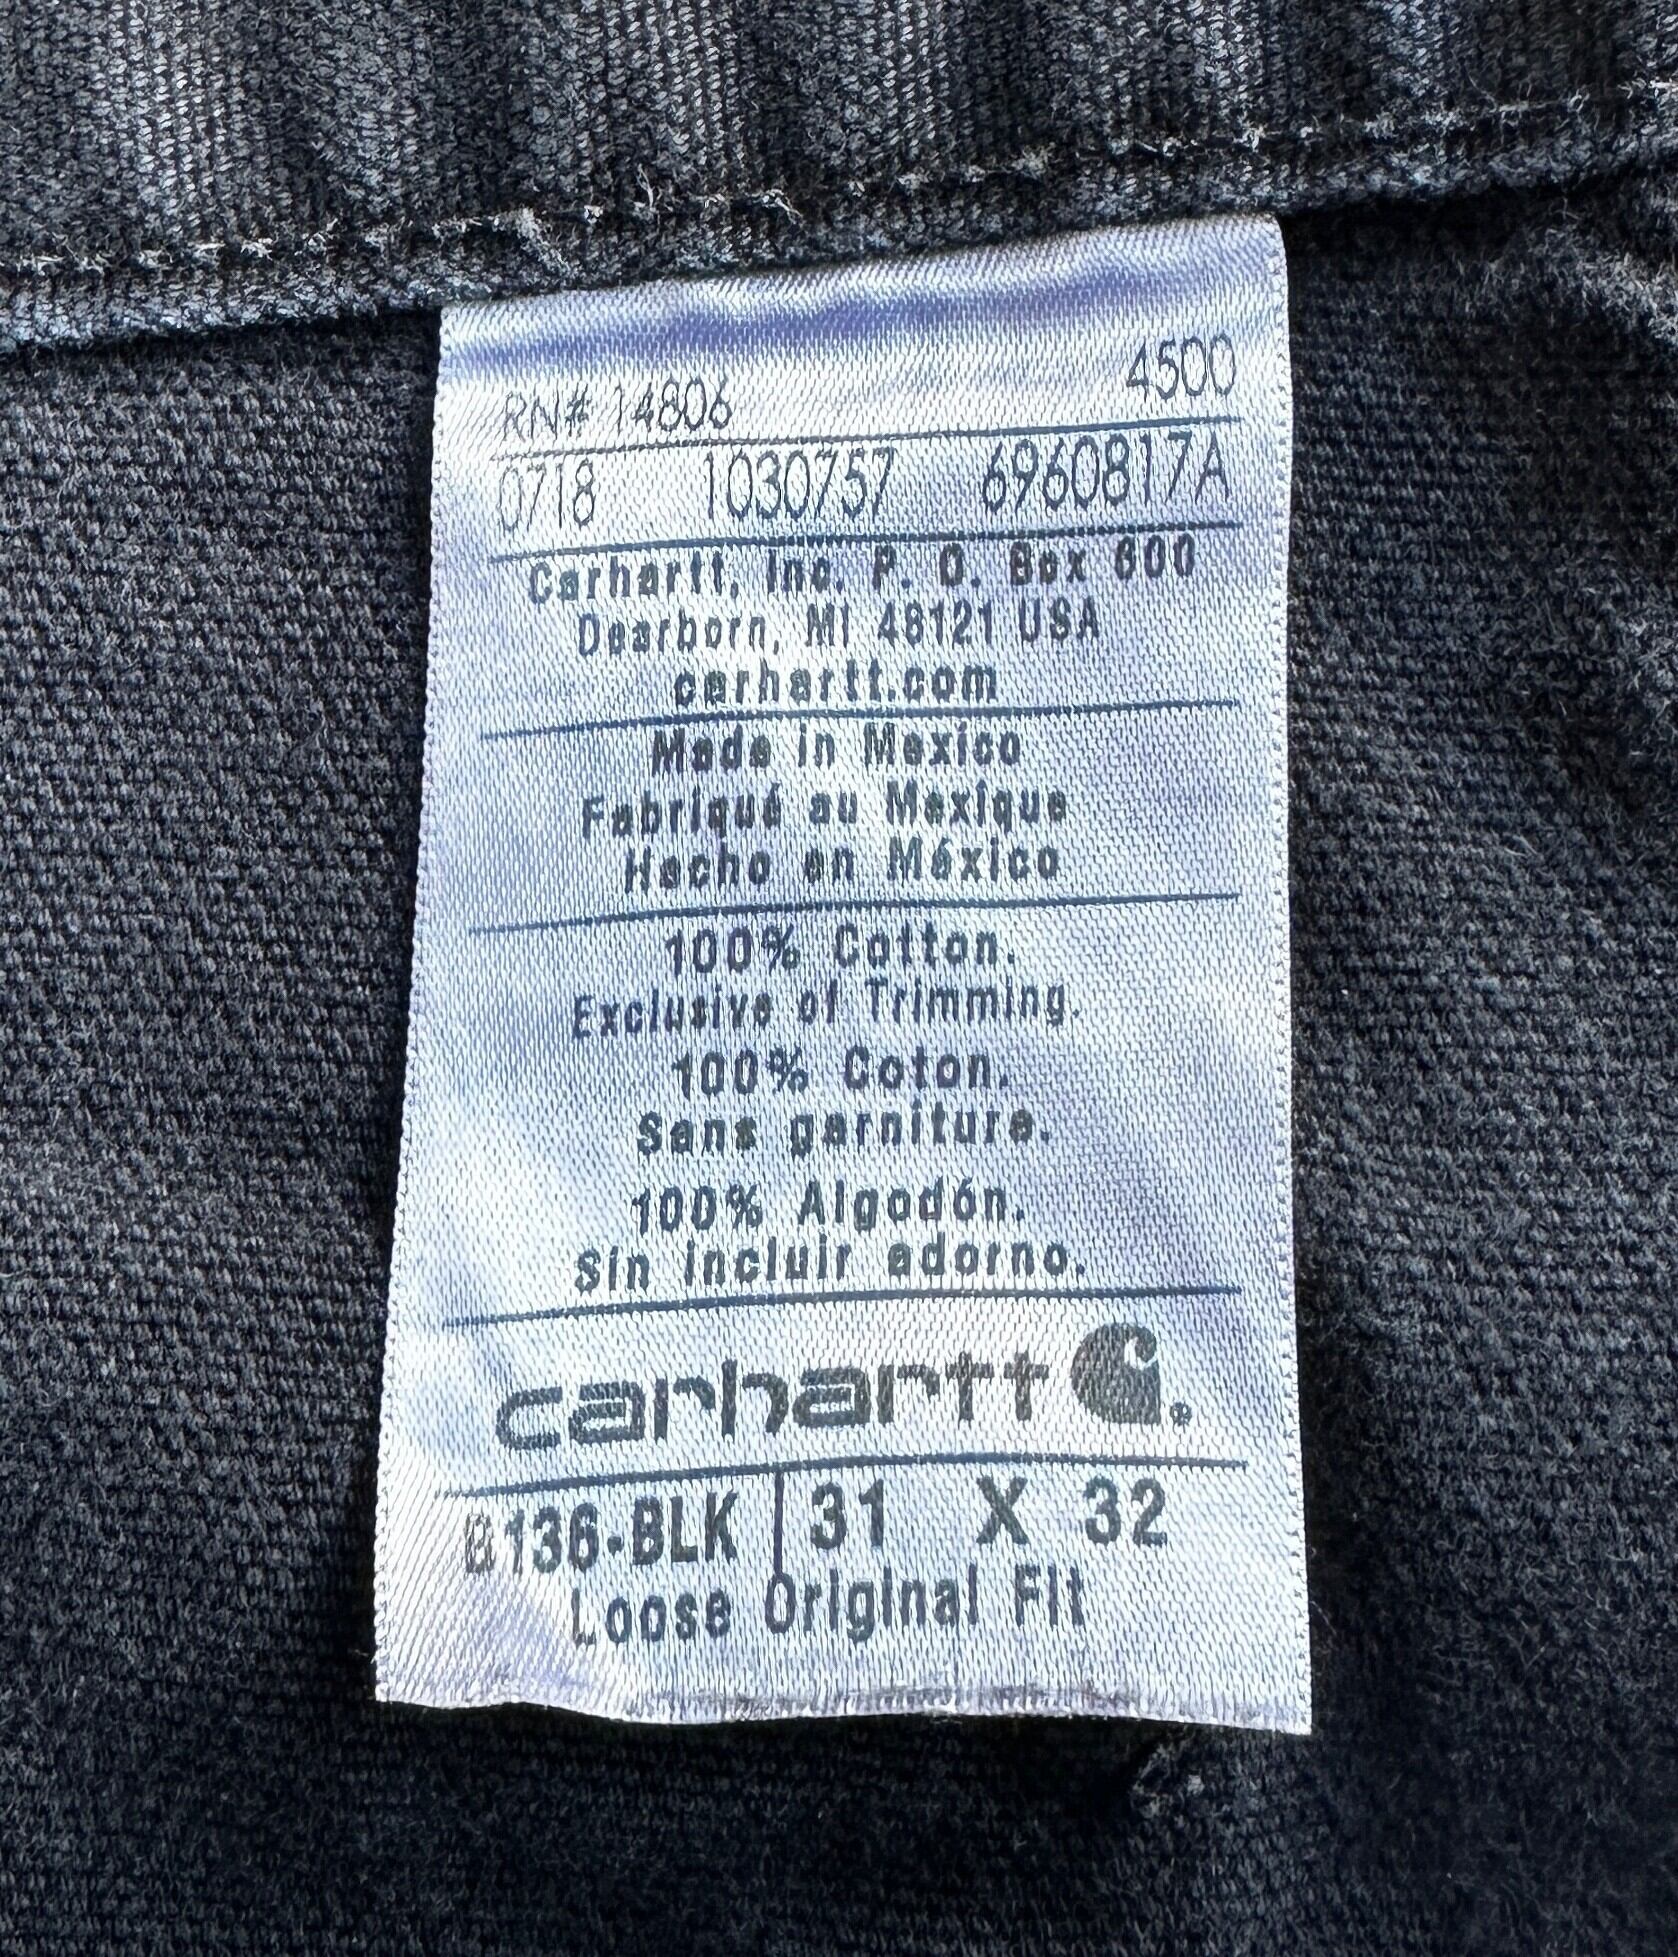 RN# 14806 4500
0718 1030757 6960817A
Carhartt, Inc. P. O. Box 600
Dearborn, MI 48121 USA
carhartt.com
Made in Mexico
Fabriqué au Mexique
Hecho en México
100% Cotton.
Exclusive of Trimming.
100% Coton.
Sans garniture.
100% Algodón.
Sin incluir adorno.
carhartt ®
B136-BLK 31 X 32
Loose Original Fit